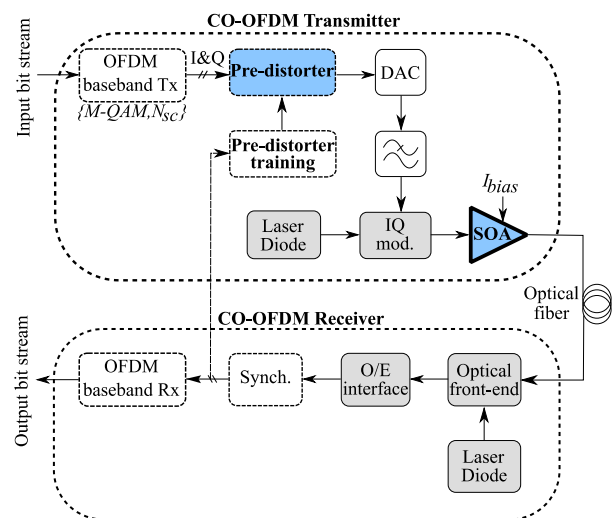 CO-OFDM Transmitter
Input bit stream
OFDM
baseband Tx
{M-QAM,N_SC}
I&Q
Pre-distorter
DAC
Pre-distorter
training
Laser
Diode
IQ
mod.
I_bias
SOA
Optical
fiber
CO-OFDM Receiver
Output bit stream
OFDM
baseband Rx
Synch.
O/E
interface
Optical
front-end
Laser
Diode